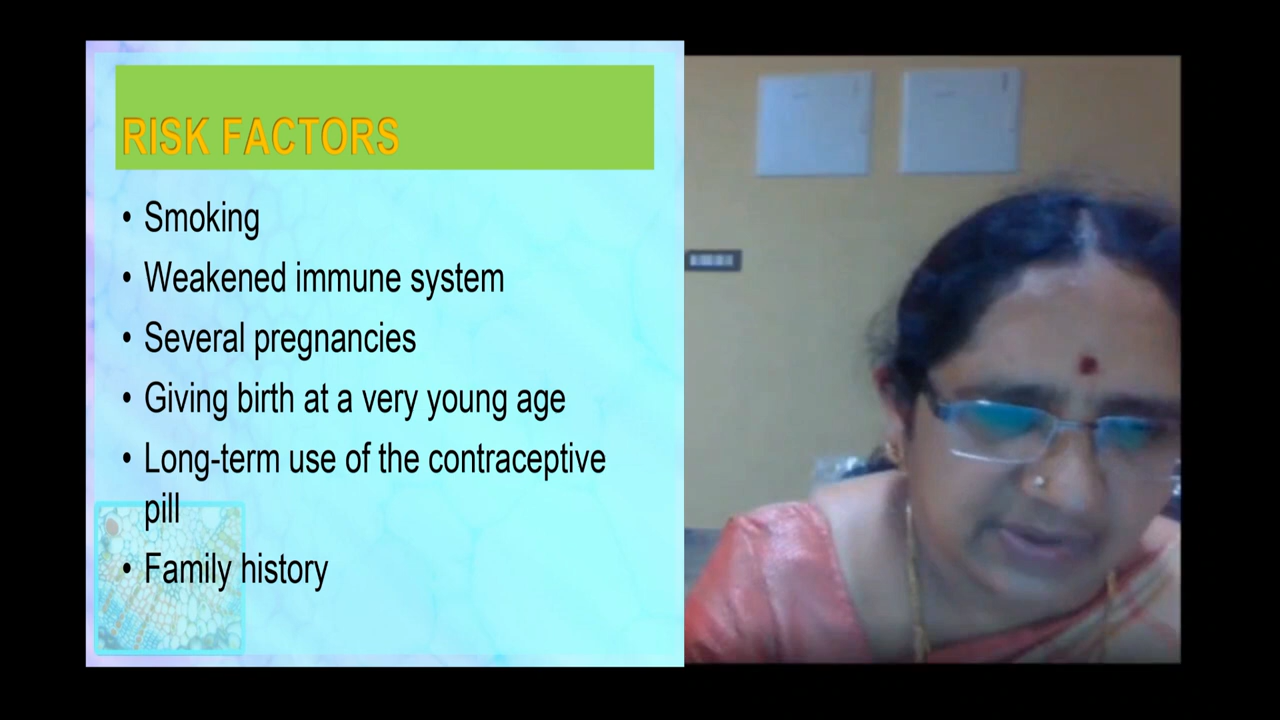 RISK FACTORS
• Smoking
• Weakened immune system
• Several pregnancies
• Giving birth at a very young age
• Long-term use of the contraceptive
pill
• Family history